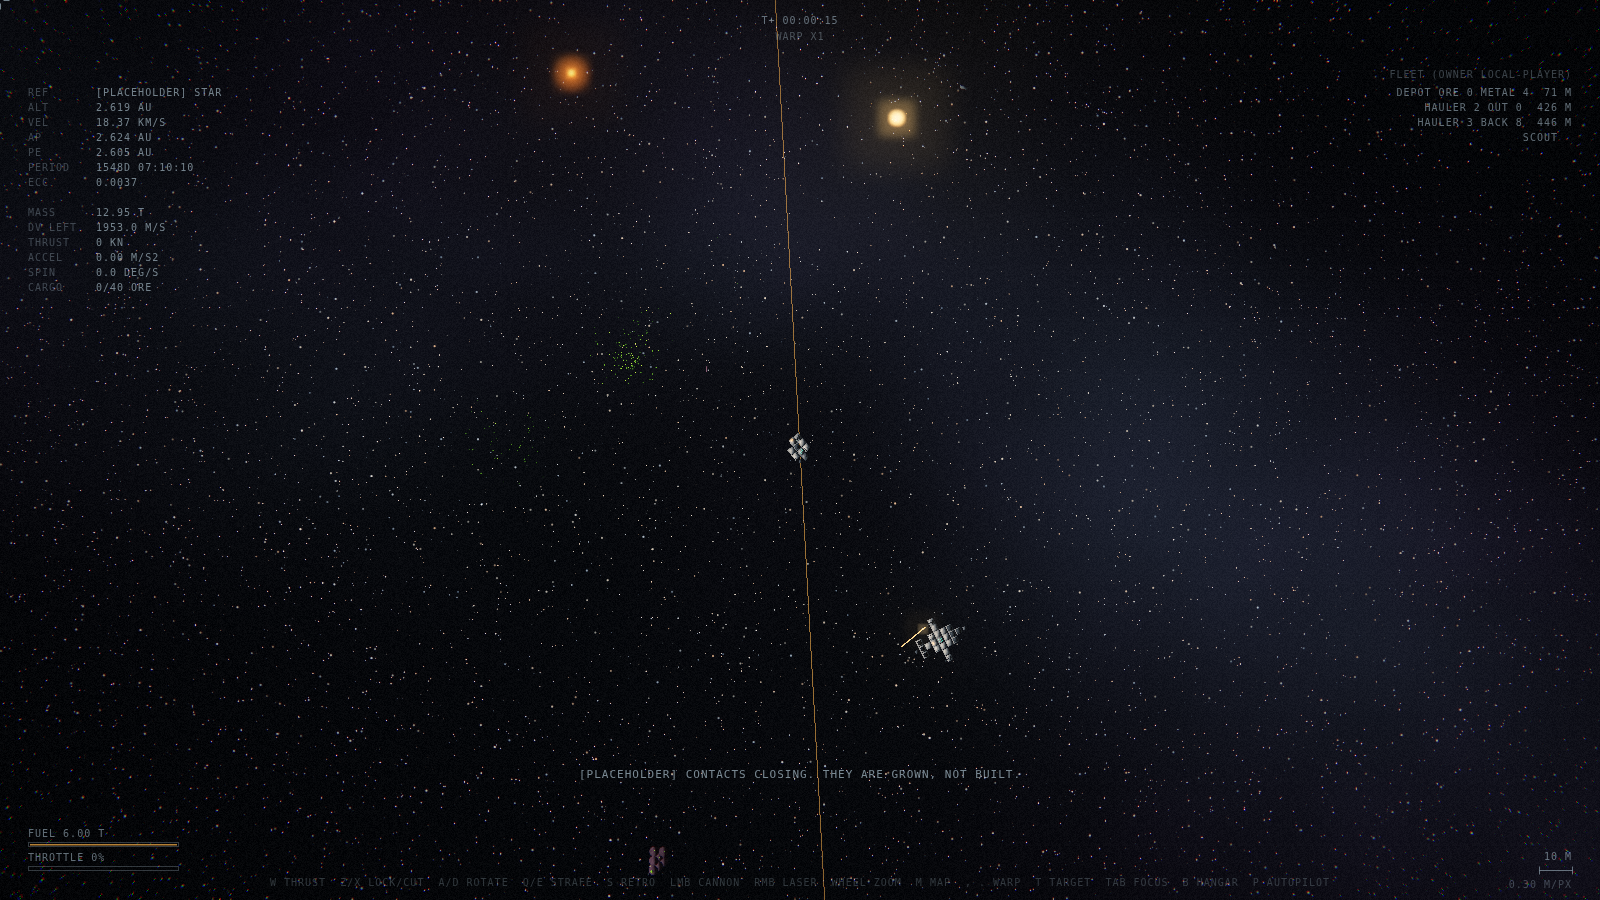 T+ 00:00:15
WARP X1
REF [PLACEHOLDER] STAR
ALT 2.619 AU
VEL 18.37 KM/S
AP 2.624 AU
PE 2.605 AU
PERIOD 1548D 07:10:10
ECC 0.0037
MASS 12.95 T
DV LEFT 1953.0 M/S
THRUST 0 KN
ACCEL 0.00 M/S2
SPIN 0.0 DEG/S
CARGO 0/40 ORE
FLEET (OWNER LOCAL-PLAYER)
DEPOT ORE 0 METAL 4 71 M
HAULER 2 OUT 0 426 M
HAULER 3 BACK 8 446 M
SCOUT
[PLACEHOLDER] CONTACTS CLOSING. THEY ARE GROWN, NOT BUILT.
FUEL 6.00 T
THROTTLE 0%
W THRUST Z/X LOCK/CUT A/D ROTATE Q/E STRAFE S RETRO LMB CANNON RMB LASER WHEEL ZOOM M MAP , . WARP T TARGET TAB FOCUS B HANGAR P AUTOPILOT
10 M
0.30 M/PX